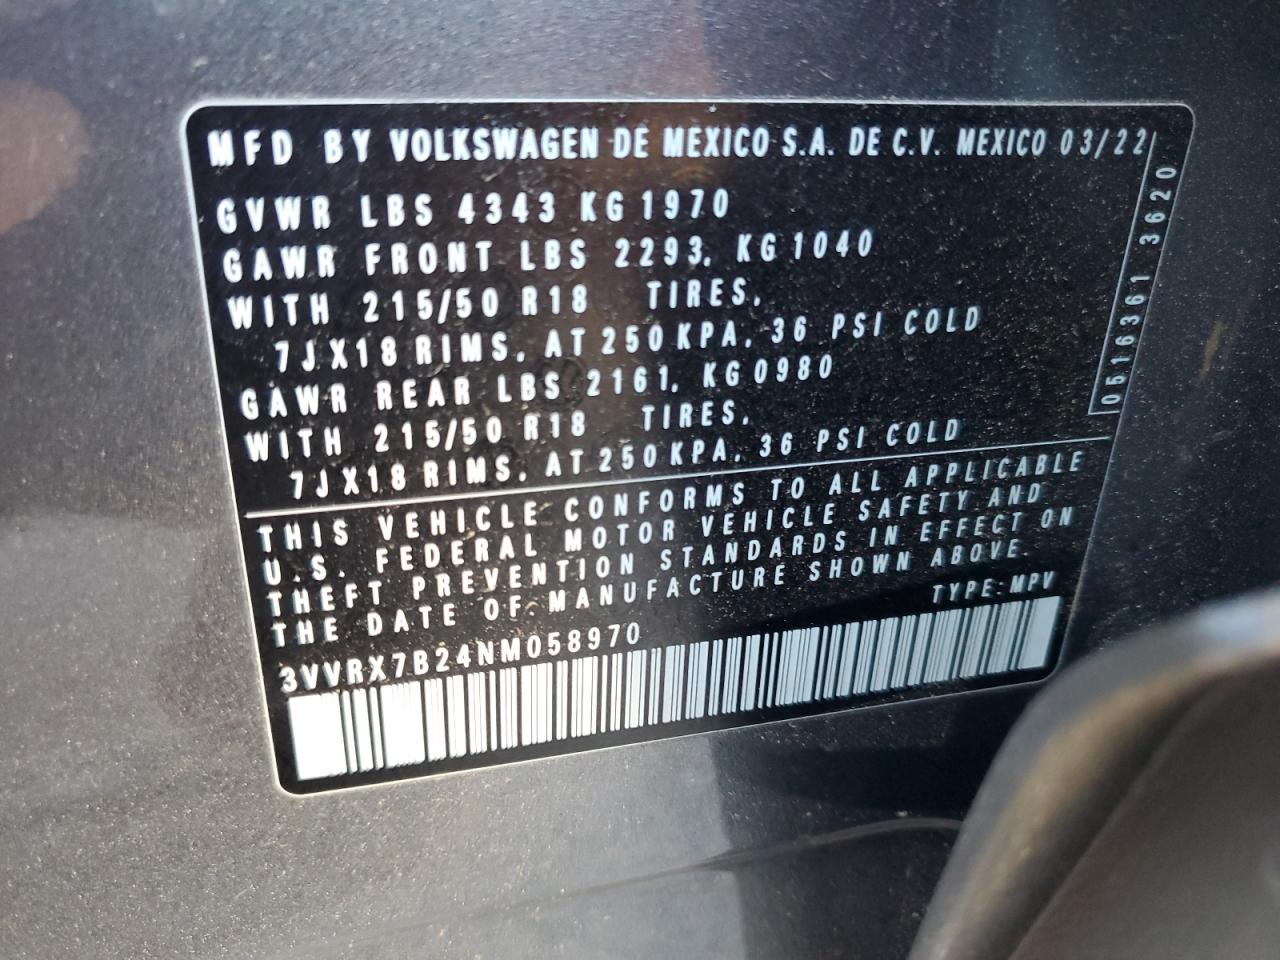 MFD BY VOLKSWAGEN DE MEXICO S.A. DE C.V. MEXICO 03/22
GVWR LBS 4343 KG 1970
GAWR FRONT LBS 2293, KG 1040
WITH 215/50 R18 TIRES,
7JX18 RIMS, AT 250KPA, 36 PSI COLD
GAWR REAR LBS 2161, KG 0980
WITH 215/50 R18 TIRES,
7JX18 RIMS, AT 250KPA, 36 PSI COLD
0516361 3620
THIS VEHICLE CONFORMS TO ALL APPLICABLE
U.S. FEDERAL MOTOR VEHICLE SAFETY AND
THEFT PREVENTION STANDARDS IN EFFECT ON
THE DATE OF MANUFACTURE SHOWN ABOVE.
3VVRX7B24NM058970 TYPE: MPV